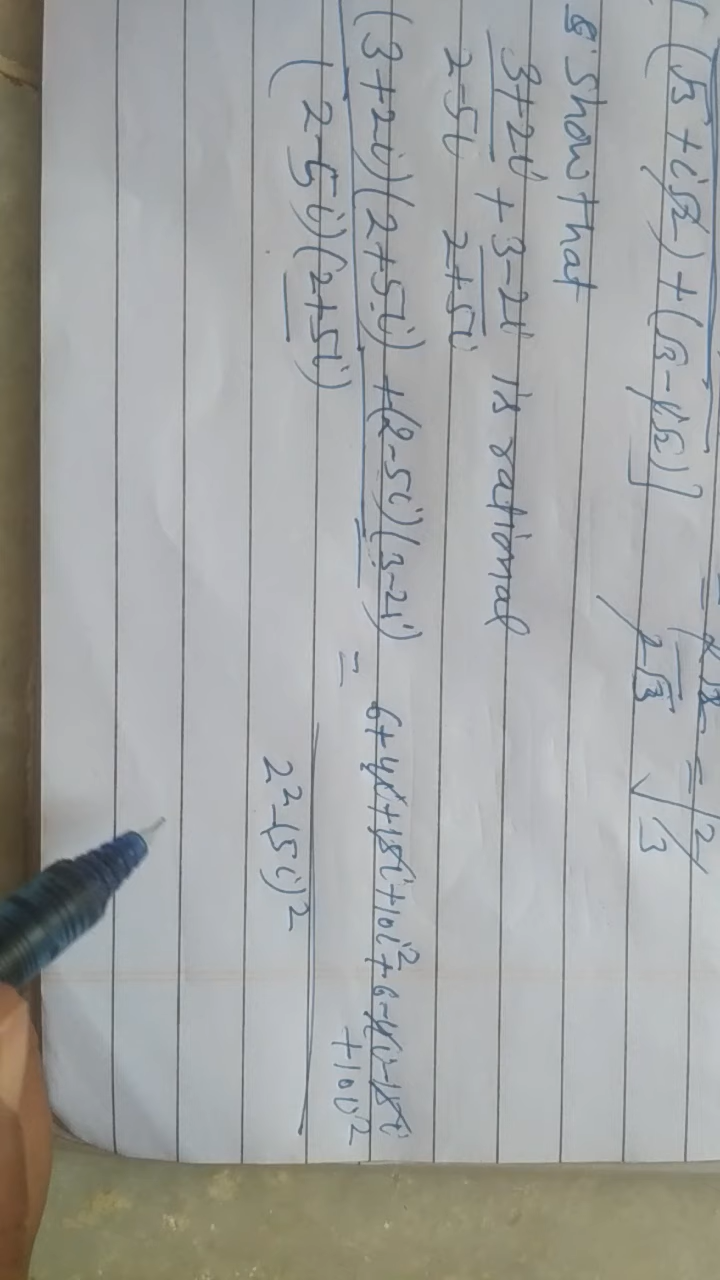 (√3 + i√2) + (√3 - i√2)]
2√3
= √2/3
8. Show that
3+2i/2-5i + 3-2i/2+5i is rational
(3+2i)(2+5i) + (2-5i)(3-2i) / (2-5i)(2+5i) = 6+4i+15i+10i²+6-4i-15i+10i² / 2²-(5i)²